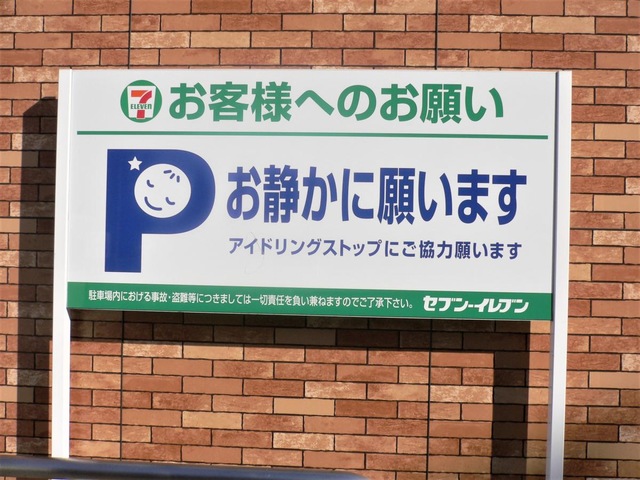 7 ELEVEN お客様へのお願い
P お静かに願います
アイドリングストップにご協力願います
駐車場内における事故・盗難等につきましては一切責任を負い兼ねますのでご了承下さい。 セブン-イレブン